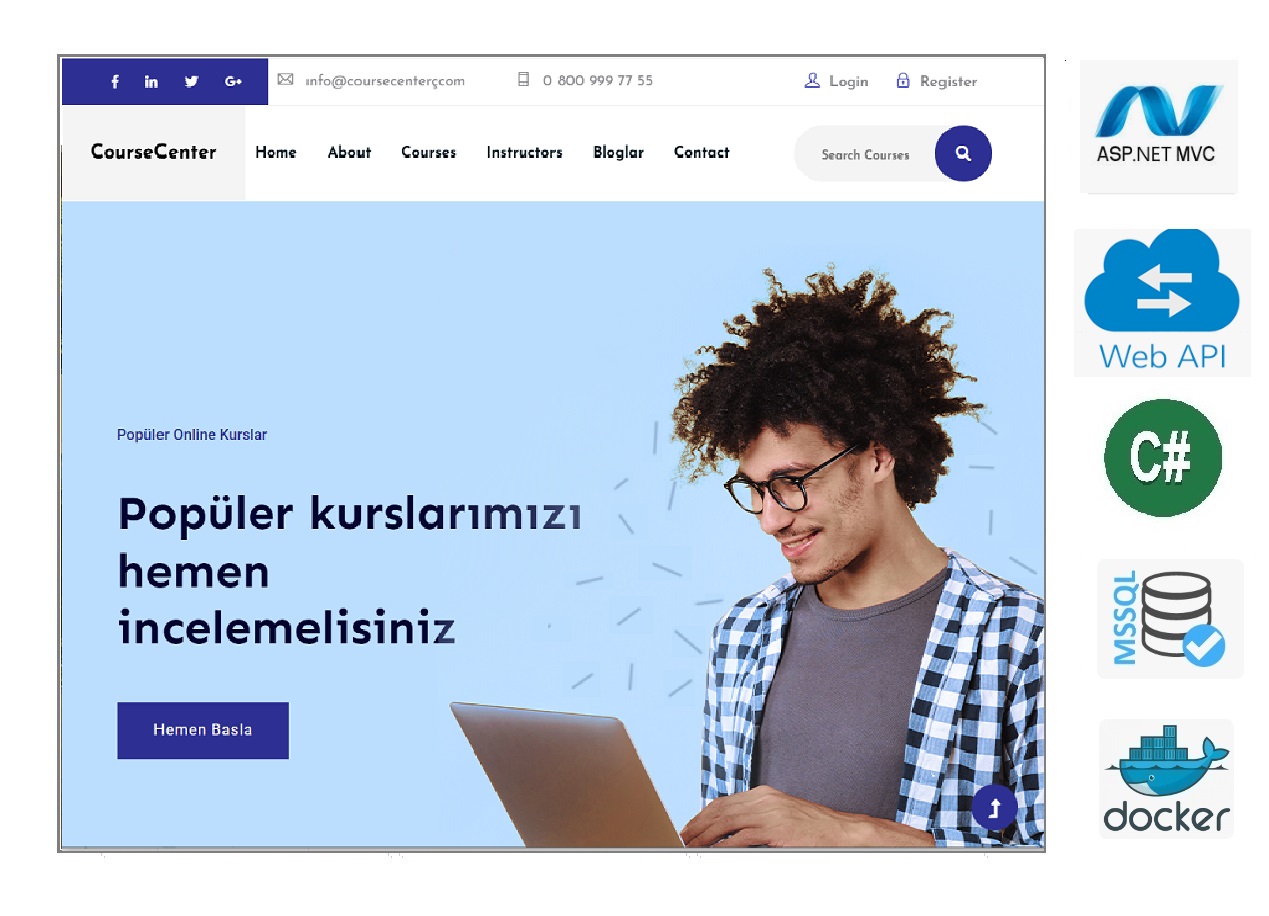 info@coursecenterçcom
0 800 999 77 55
Login
Register
CourseCenter
Home
About
Courses
Instructors
Bloglar
Contact
Search Courses
Popüler Online Kurslar
Popüler kurslarımızı
hemen
incelemelisiniz
Hemen Basla
ASP.NET MVC
Web API
C#
MSSQL
docker